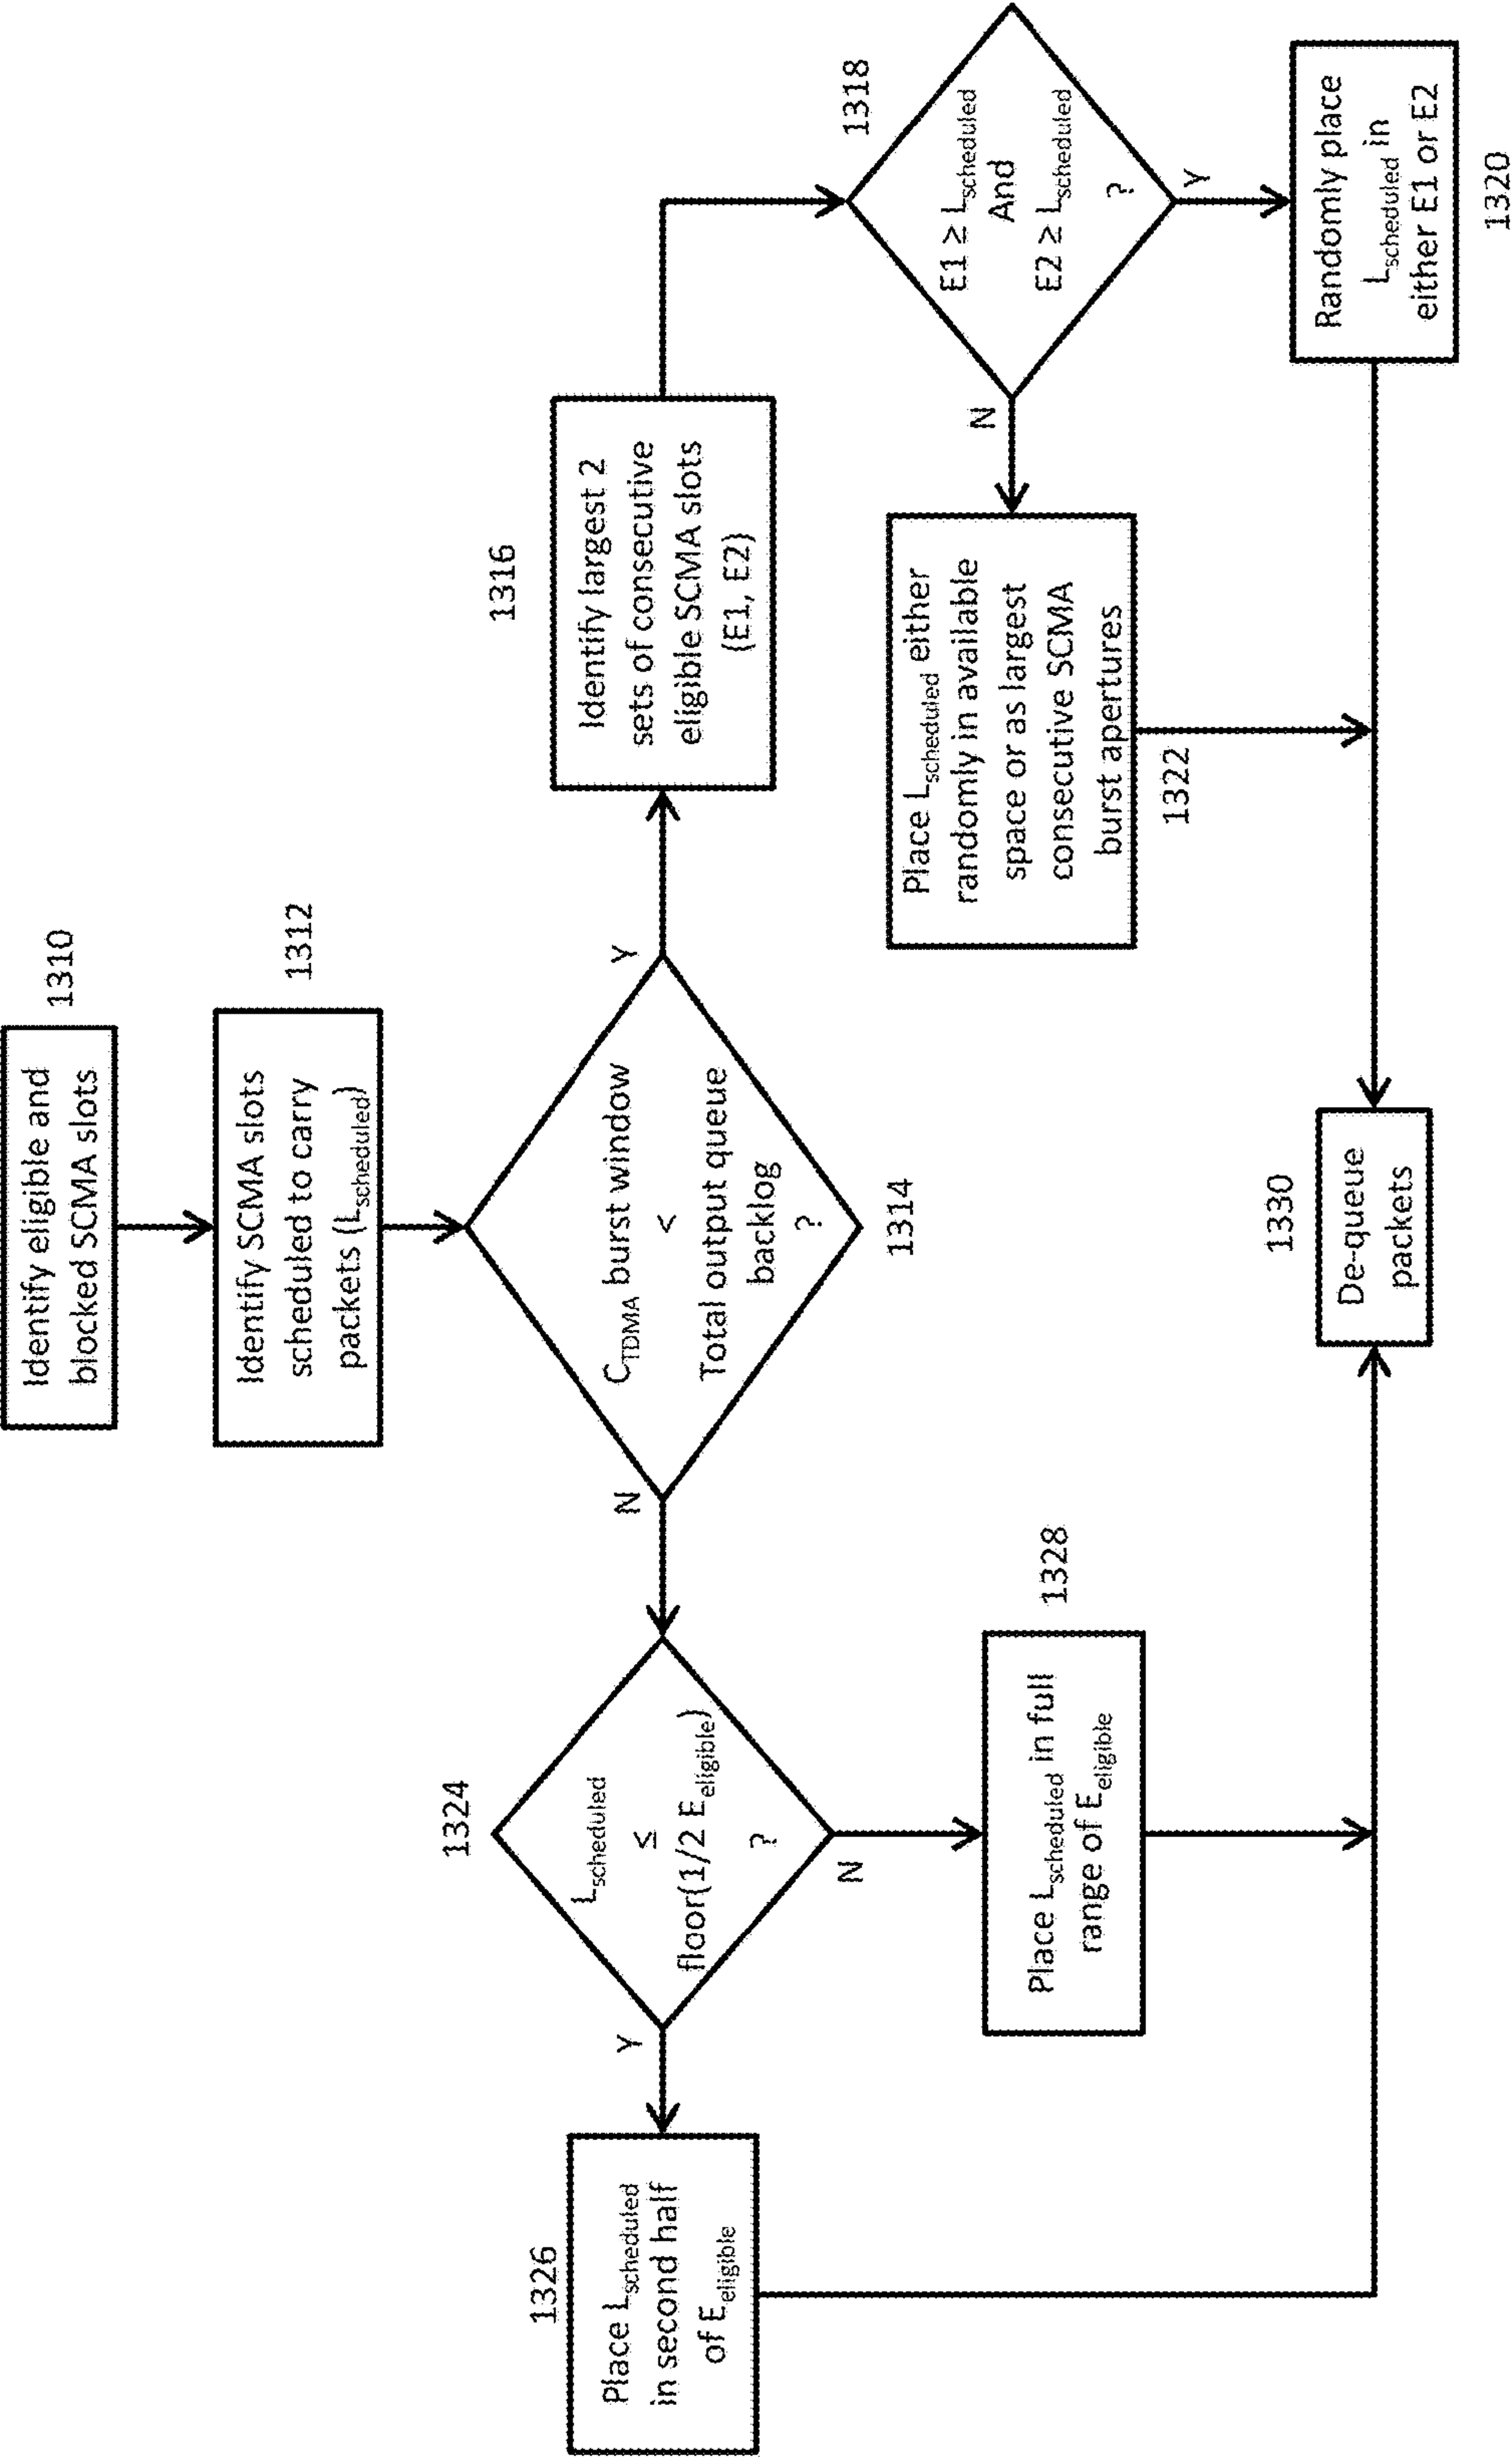 1310
Identify eligible and
blocked SCMA slots
1312
Identify SCMA slots
scheduled to carry
packets (Lscheduled)
CTDMA burst window
<
Total output queue
backlog
?
1314
Y
N
1316
Identify largest 2
sets of consecutive
eligible SCMA slots
(E1, E2)
1318
E1 ≥ Lscheduled
And
E2 ≥ Lscheduled
?
Y
N
Randomly place
Lscheduled in
either E1 or E2
1320
Place Lscheduled either
randomly in available
space or as largest
consecutive SCMA
burst apertures
1322
1324
Lscheduled
≤
floor(1/2 Eeligible)
?
Y
N
1326
Place Lscheduled
in second half
of Eeligible
1328
Place Lscheduled in full
range of Eeligible
1330
De-queue
packets